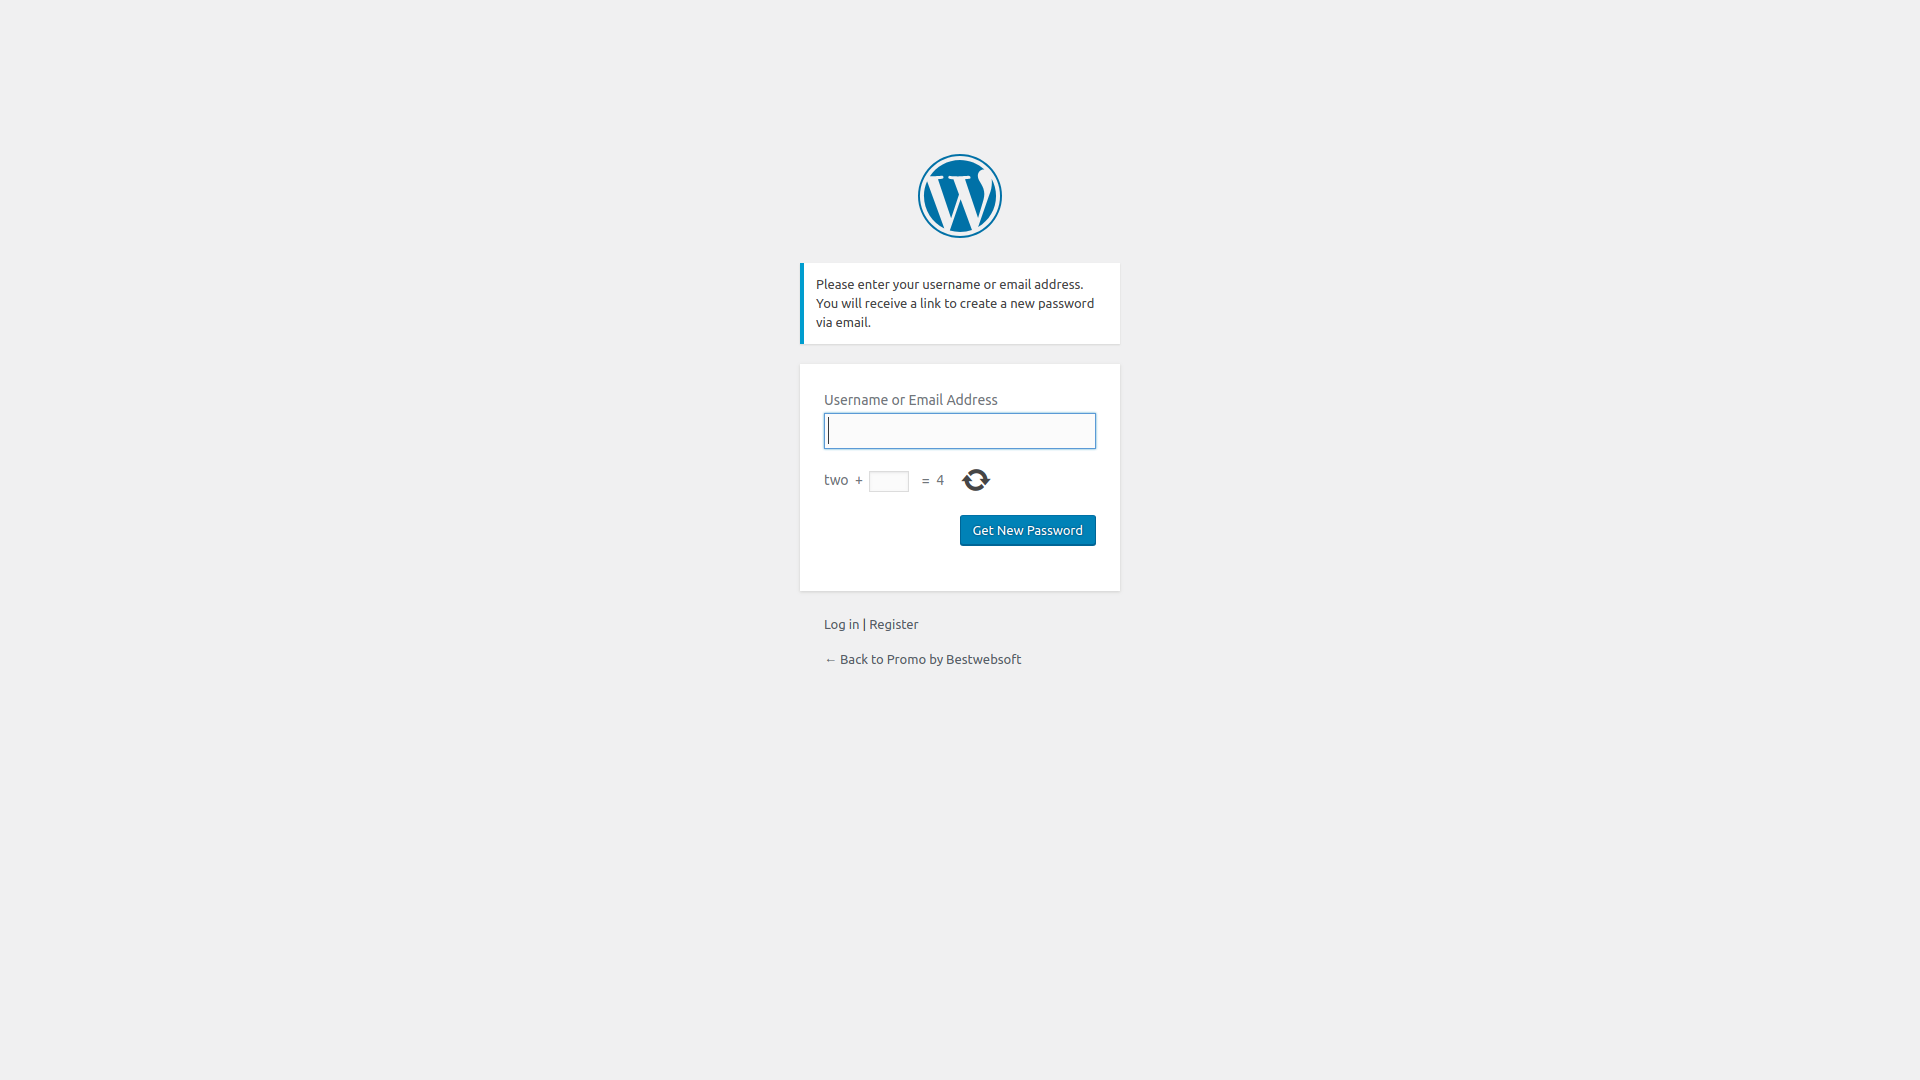 Please enter your username or email address.
You will receive a link to create a new password
via email.
Username or Email Address
two + = 4
Get New Password
Log in | Register
← Back to Promo by Bestwebsoft